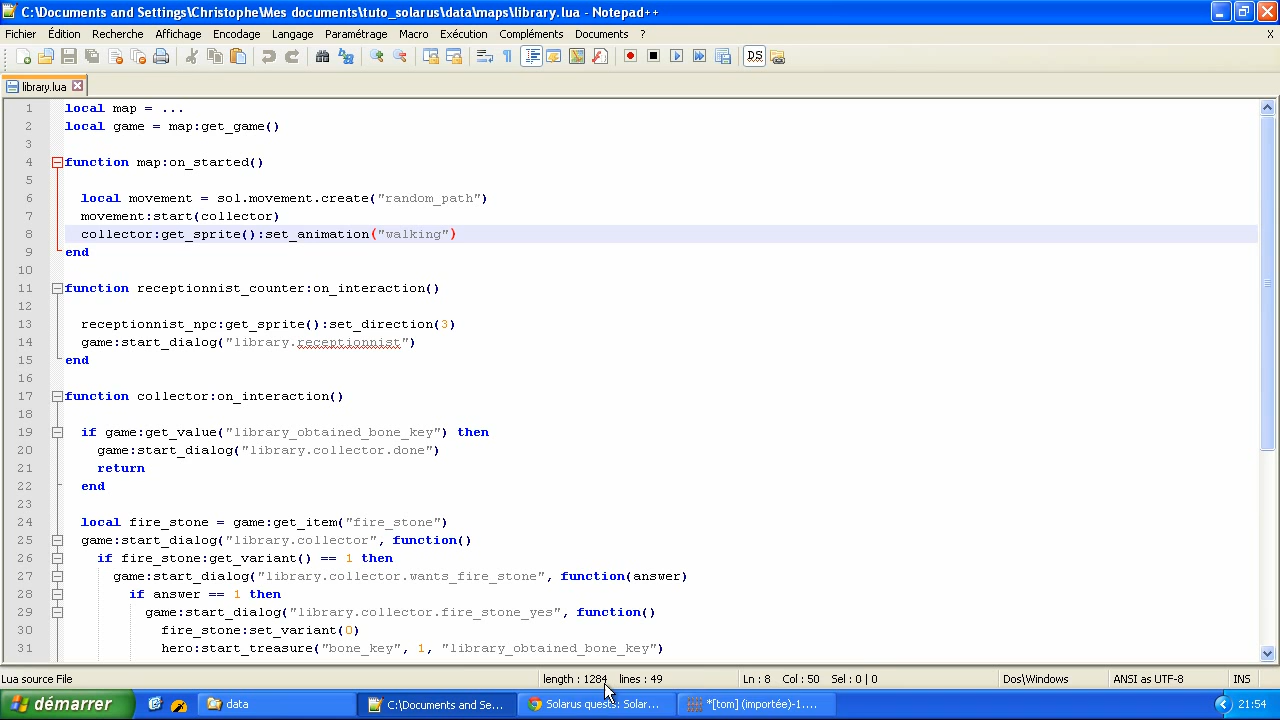 C:\Documents and Settings\Christophe\Mes documents\tuto_solarus\data\maps\library.lua - Notepad++
Fichier Édition Recherche Affichage Encodage Langage Paramétrage Macro Exécution Compléments Documents ? X
library.lua
1 local map = ...
2 local game = map:get_game()
3
4 function map:on_started()
5
6 local movement = sol.movement.create("random_path")
7 movement:start(collector)
8 collector:get_sprite():set_animation("walking")
9 end
10
11 function receptionnist_counter:on_interaction()
12
13 receptionnist_npc:get_sprite():set_direction(3)
14 game:start_dialog("library.receptionnist")
15 end
16
17 function collector:on_interaction()
18
19 if game:get_value("library_obtained_bone_key") then
20 game:start_dialog("library.collector.done")
21 return
22 end
23
24 local fire_stone = game:get_item("fire_stone")
25 game:start_dialog("library.collector", function()
26 if fire_stone:get_variant() == 1 then
27 game:start_dialog("library.collector.wants_fire_stone", function(answer)
28 if answer == 1 then
29 game:start_dialog("library.collector.fire_stone_yes", function()
30 fire_stone:set_variant(0)
31 hero:start_treasure("bone_key", 1, "library_obtained_bone_key")
Lua source File length : 1284 lines : 49 Ln : 8 Col : 50 Sel : 0 | 0 Dos\Windows ANSI as UTF-8 INS
démarrer data C:\Documents and Se... Solarus quests: Solar... *[tom] (importée)-1.... 21:54